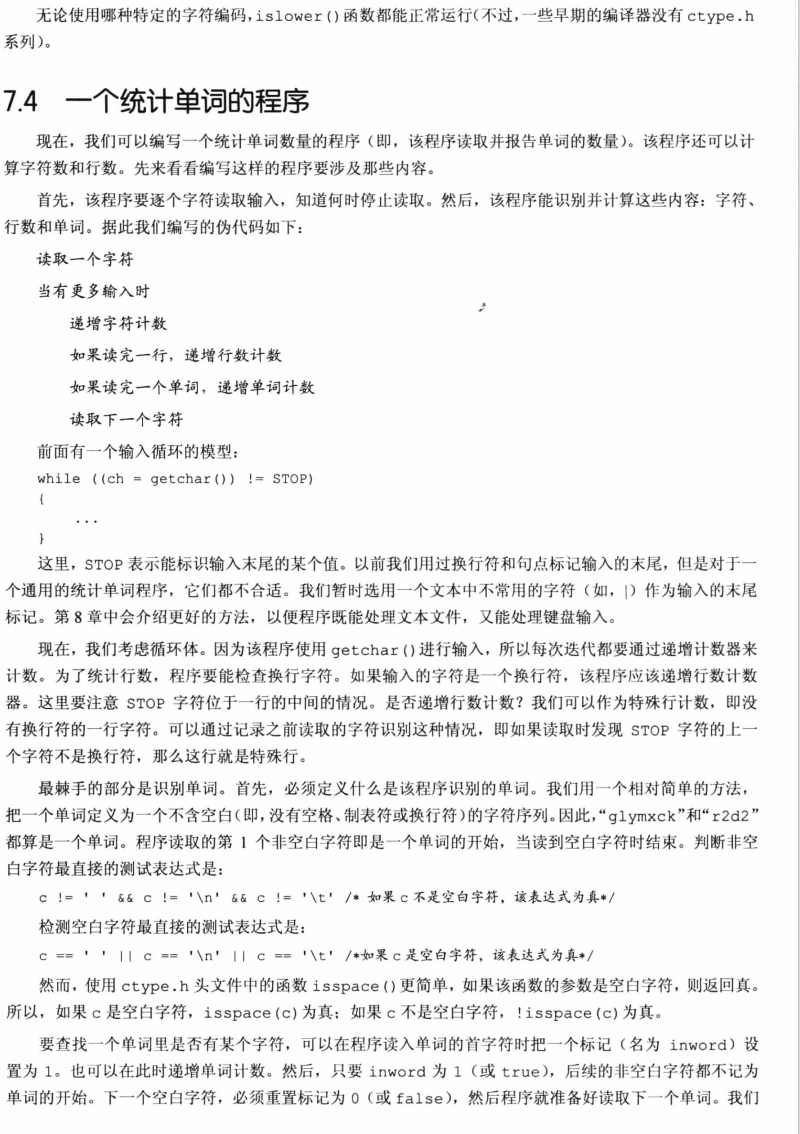 无论使用哪种特定的字符编码,islower()函数都能正常运行(不过,一些早期的编译器没有ctype.h
系列)。
7.4 一个统计单词的程序
现在，我们可以编写一个统计单词数量的程序（即，该程序读取并报告单词的数量）。该程序还可以计
算字符数和行数。先来看看编写这样的程序要涉及那些内容。
首先，该程序要逐个字符读取输入，知道何时停止读取。然后，该程序能识别并计算这些内容：字符、
行数和单词。据此我们编写的伪代码如下：
读取一个字符
当有更多输入时
递增字符计数
如果读完一行，递增行数计数
如果读完一个单词，递增单词计数
读取下一个字符
前面有一个输入循环的模型：
while ((ch = getchar()) != STOP)
{
...
}
这里，STOP 表示能标识输入末尾的某个值。以前我们用过换行符和句点标记输入的末尾，但是对于一
个通用的统计单词程序，它们都不合适。我们暂时选用一个文本中不常用的字符（如，|）作为输入的末尾
标记。第 8 章中会介绍更好的方法，以便程序既能处理文本文件，又能处理键盘输入。
现在，我们考虑循环体。因为该程序使用 getchar()进行输入，所以每次迭代都要通过递增计数器来
计数。为了统计行数，程序要能检查换行字符。如果输入的字符是一个换行符，该程序应该递增行数计数
器。这里要注意 STOP 字符位于一行的中间的情况。是否递增行数计数？我们可以作为特殊行计数，即没
有换行符的一行字符。可以通过记录之前读取的字符识别这种情况，即如果读取时发现 STOP 字符的上一
个字符不是换行符，那么这行就是特殊行。
最棘手的部分是识别单词。首先，必须定义什么是该程序识别的单词。我们用一个相对简单的方法，
把一个单词定义为一个不含空白(即,没有空格、制表符或换行符)的字符序列。因此,“glymxck”和“r2d2”
都算是一个单词。程序读取的第 1 个非空白字符即是一个单词的开始，当读到空白字符时结束。判断非空
白字符最直接的测试表达式是：
c != ' ' && c != '\n' && c != '\t' /* 如果 c 不是空白字符，该表达式为真*/
检测空白字符最直接的测试表达式是：
c == ' ' || c == '\n' || c == '\t' /*如果 c 是空白字符，该表达式为真*/
然而，使用 ctype.h 头文件中的函数 isspace()更简单，如果该函数的参数是空白字符，则返回真。
所以，如果 c 是空白字符，isspace(c)为真；如果 c 不是空白字符，!isspace(c)为真。
要查找一个单词里是否有某个字符，可以在程序读入单词的首字符时把一个标记（名为 inword）设
置为 1。也可以在此时递增单词计数。然后，只要 inword 为 1（或 true），后续的非空白字符都不记为
单词的开始。下一个空白字符，必须重置标记为 0（或 false），然后程序就准备好读取下一个单词。我们